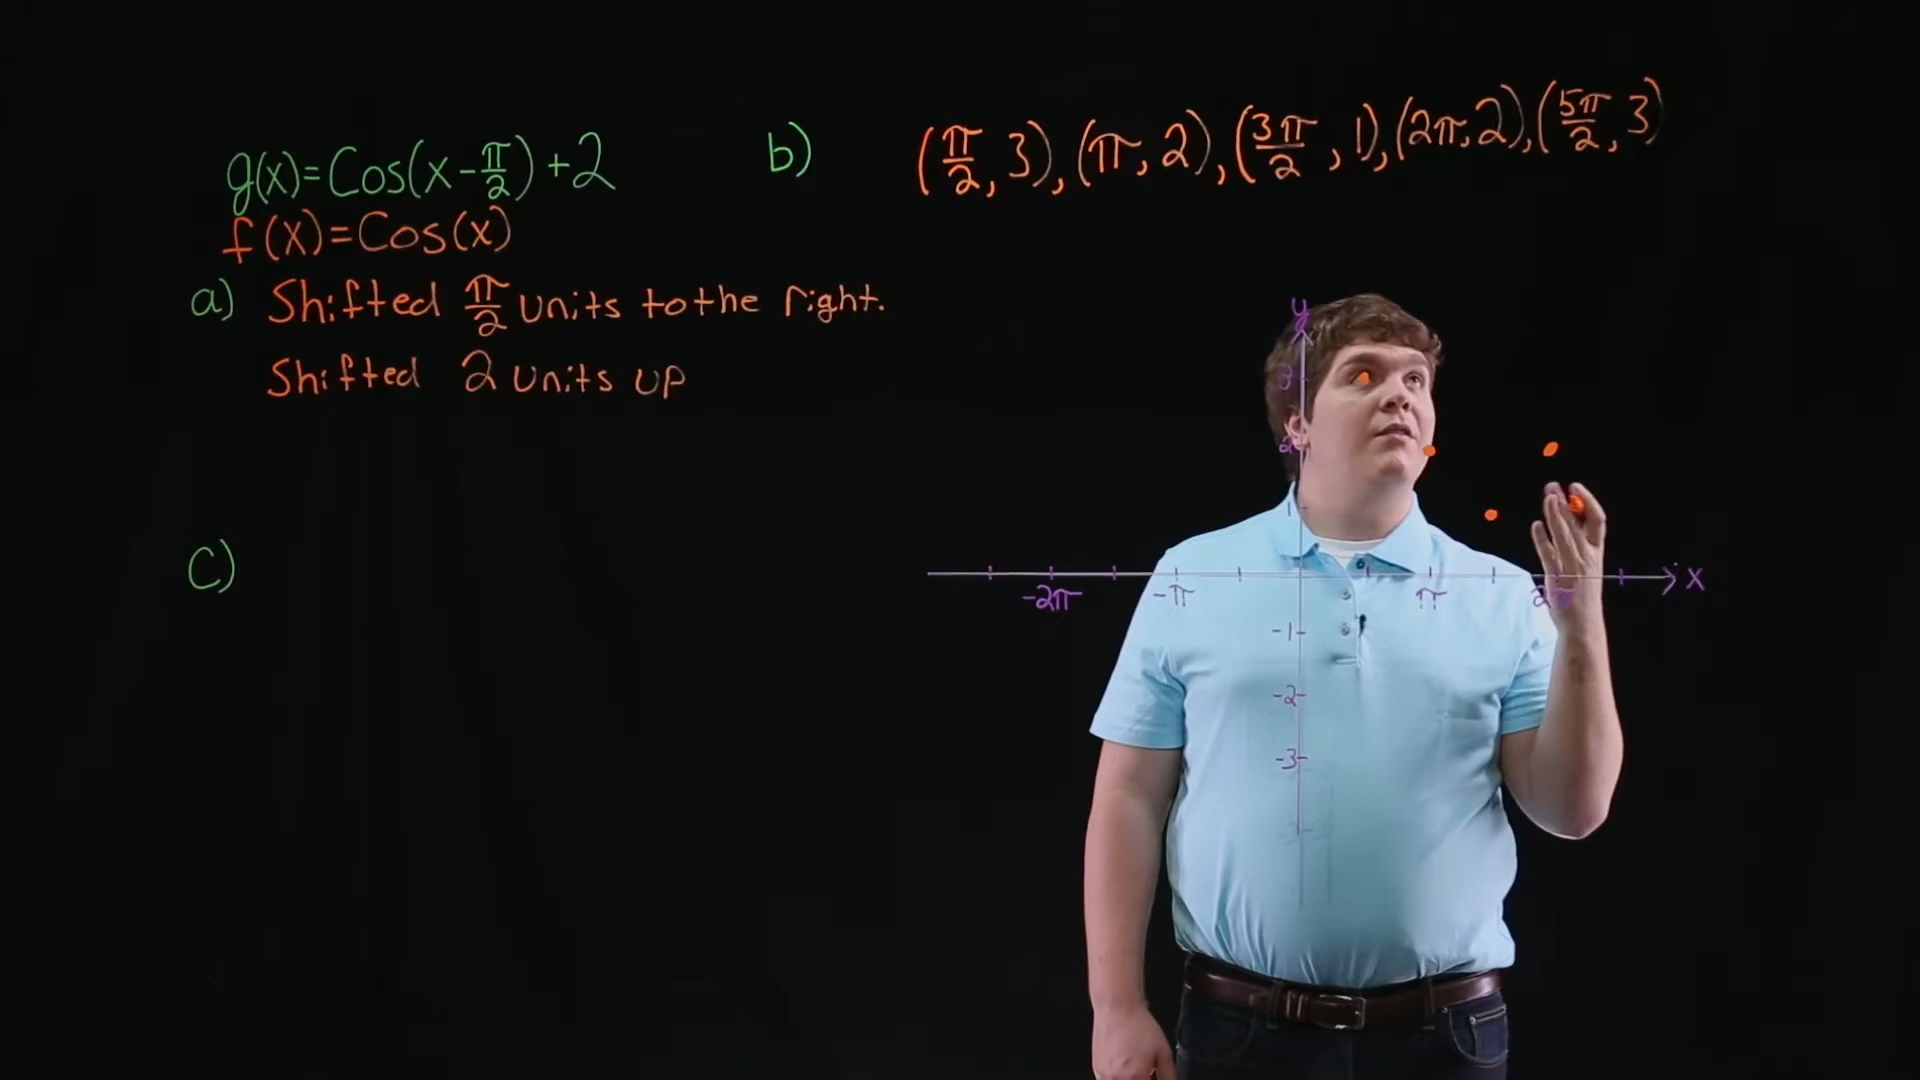 g(x)=Cos(x-π/2)+2
f(x)=Cos(x)
a) Shifted π/2 units to the right.
Shifted 2 units up
b) (π/2, 3), (π, 2), (3π/2, 1), (2π, 2), (5π/2, 3)
c)
y
3
2
1
-2π -π π 2π x
-1
-2
-3